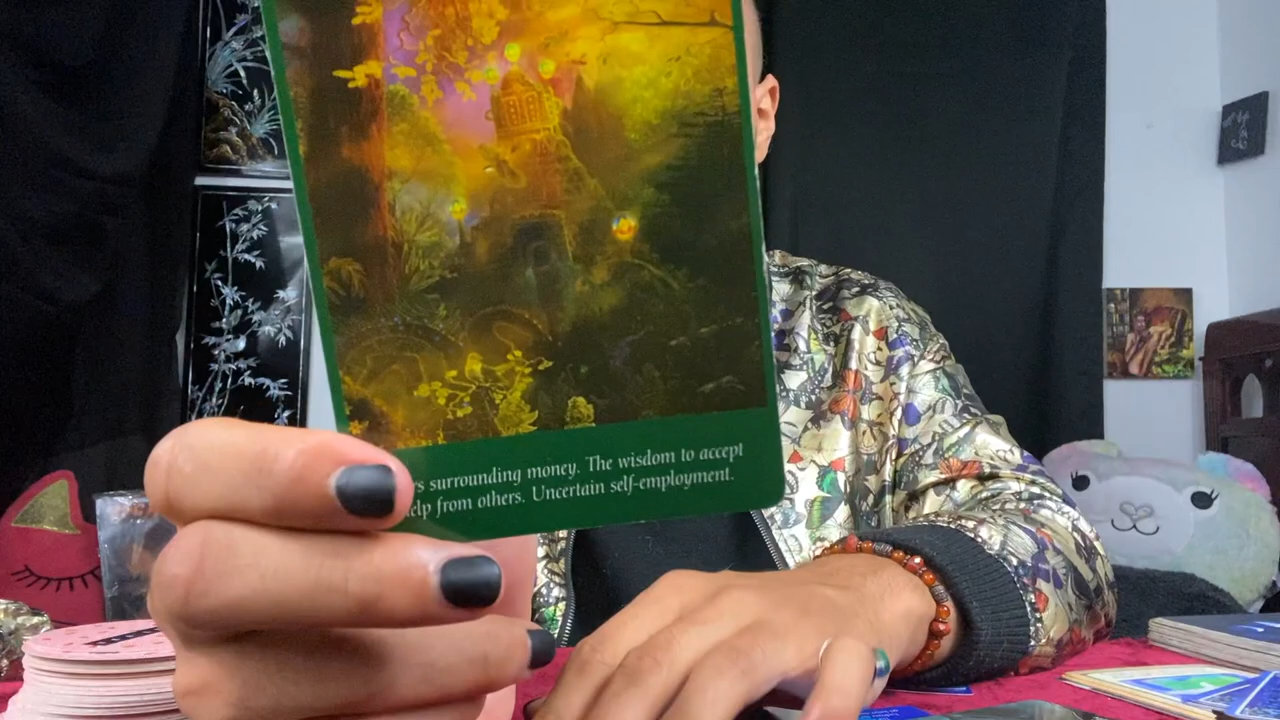 surrounding money. The wisdom to accept
from others. Uncertain self-employment.